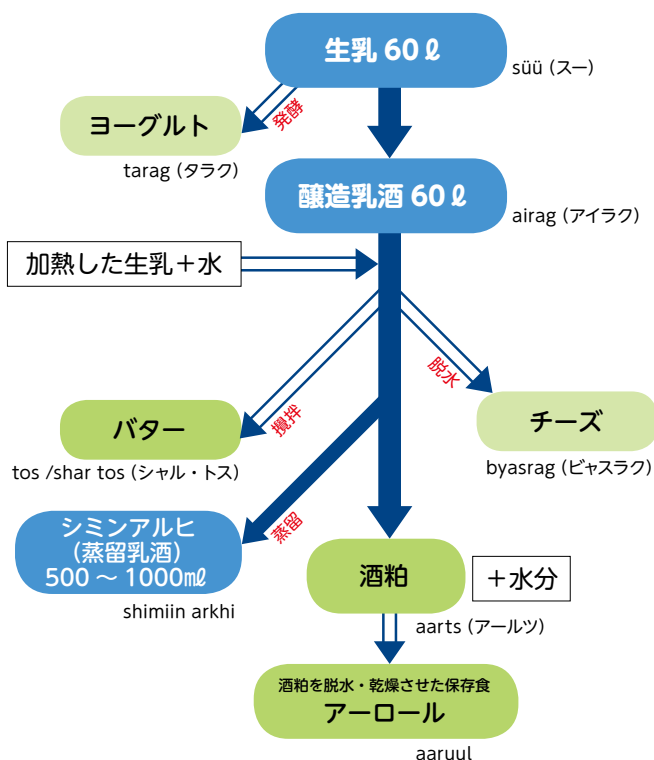 生乳 60ℓ
süü (スー)
発酵
ヨーグルト
tarag (タラク)
醸造乳酒 60ℓ
airag (アイラク)
加熱した生乳＋水
脱水
攪拌
バター
tos /shar tos (シャル・トス)
チーズ
byasrag (ビャスラク)
蒸留
シミンアルヒ
(蒸留乳酒)
500 ～ 1000㎖
shimiin arkhi
酒粕
＋水分
aarts (アールツ)
酒粕を脱水・乾燥させた保存食
アーロール
aaruul